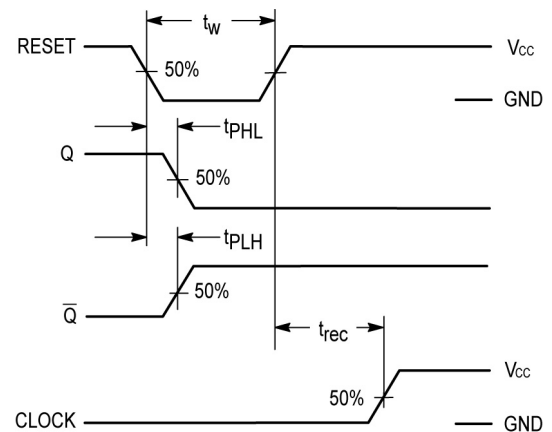 tw
RESET
50%
VCC
GND
tPHL
Q
50%
tPLH
50%
Q̅
trec
VCC
50%
CLOCK
GND